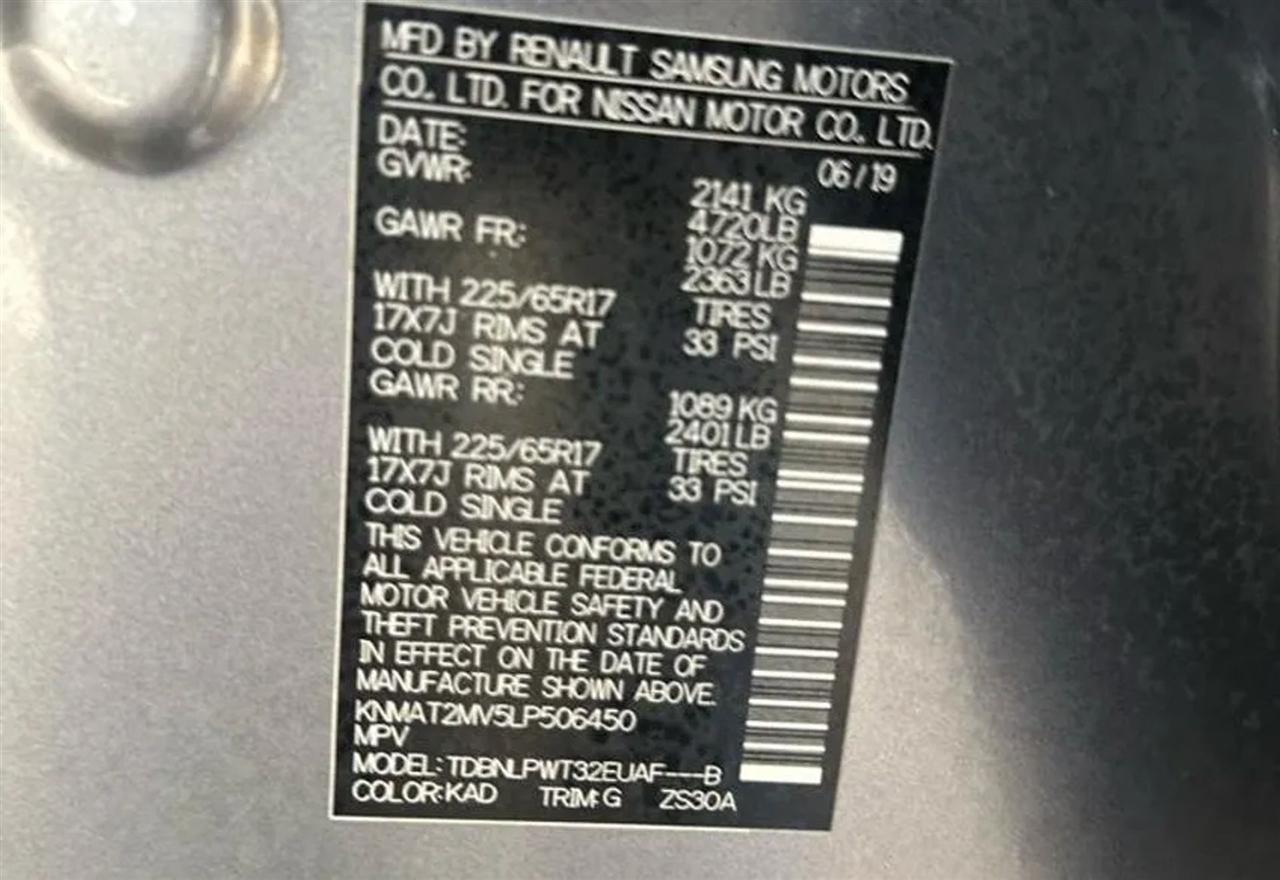 MFD BY RENAULT SAMSUNG MOTORS
CO., LTD. FOR NISSAN MOTOR CO., LTD.
DATE: 06/19
GVWR: 2141 KG
4720LB
GAWR FR: 1072 KG
2363 LB
WITH 225/65R17 TIRES
17X7J RIMS AT 33 PSI
COLD SINGLE
GAWR RR: 1089 KG
2401 LB
WITH 225/65R17 TIRES
17X7J RIMS AT 33 PSI
COLD SINGLE
THIS VEHICLE CONFORMS TO
ALL APPLICABLE FEDERAL
MOTOR VEHICLE SAFETY AND
THEFT PREVENTION STANDARDS
IN EFFECT ON THE DATE OF
MANUFACTURE SHOWN ABOVE.
KNMAT2MV5LP506450
MPV
MODEL: TDBNLPWT32EUAF---B
COLOR: KAD TRIM: G ZS30A